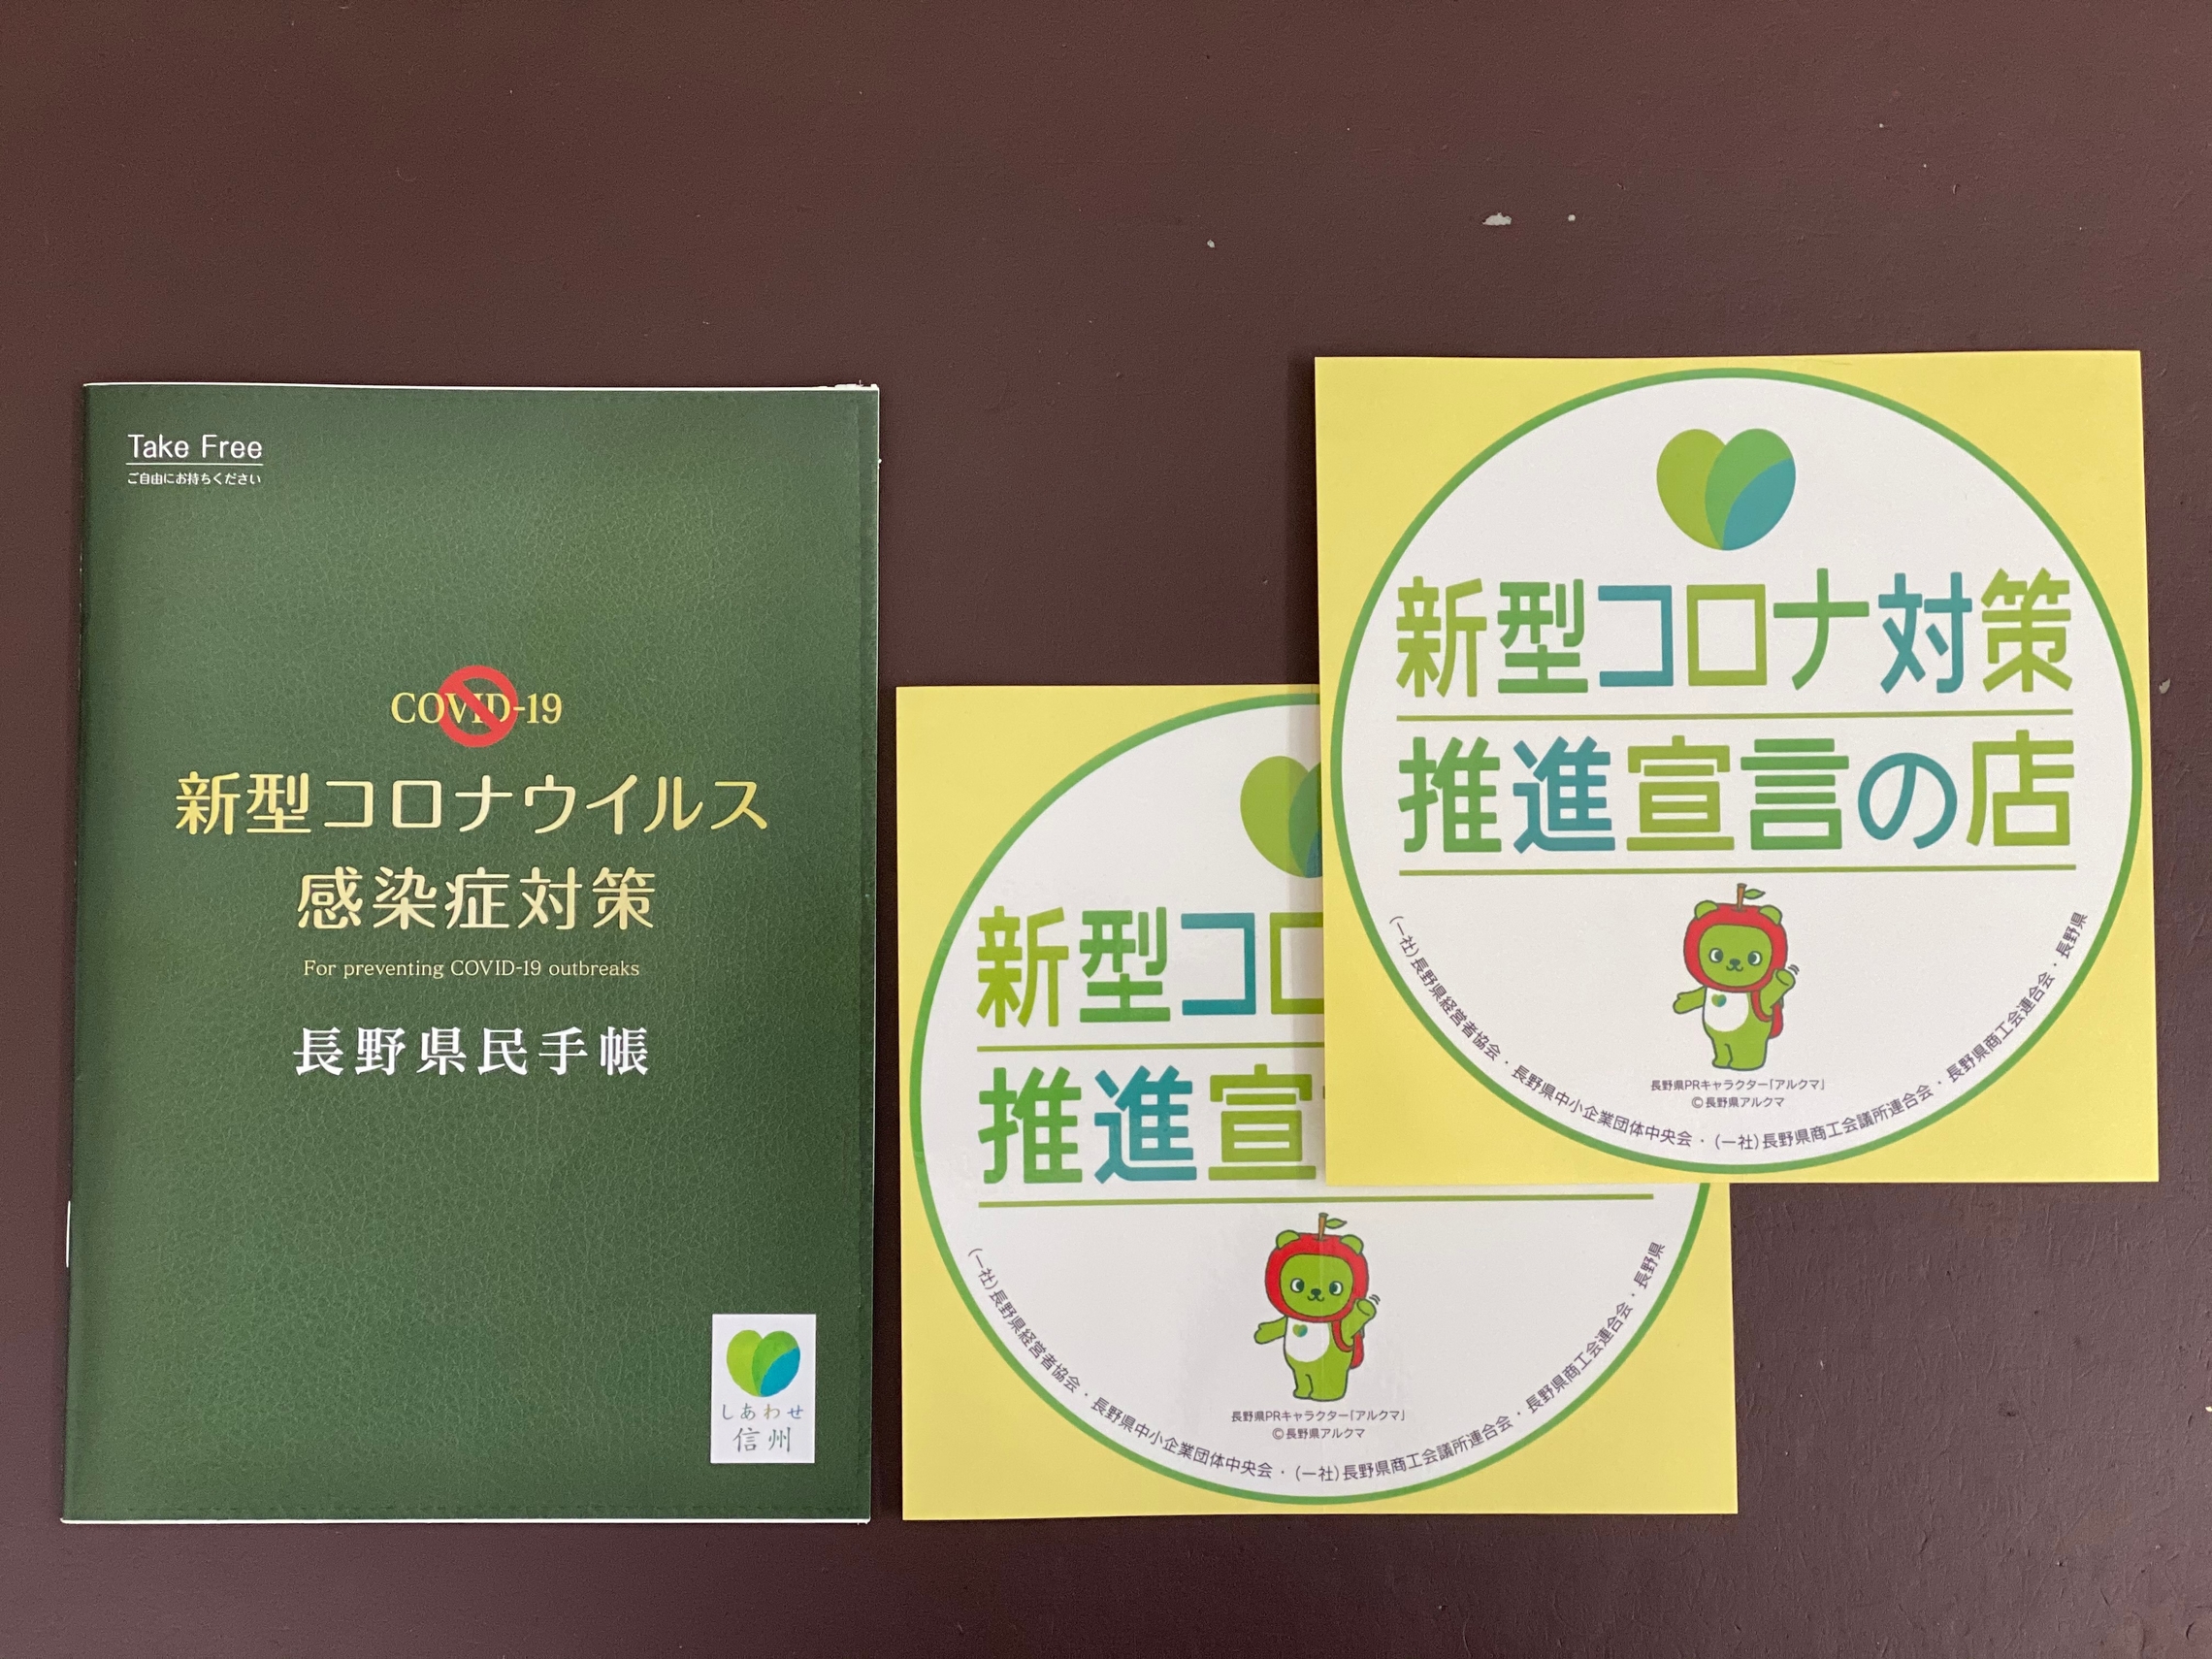 Take Free
ご自由にお持ちください
COVID-19
新型コロナウイルス
感染症対策
For preventing COVID-19 outbreaks
長野県民手帳
しあわせ
信州
新型コロ
推進宣
長野県PRキャラクター「アルクマ」
©長野県アルクマ
(一社)長野県経営者協会・長野県中小企業団体中央会・(一社)長野県商工会議所連合会・長野県商工会連合会・長野県
新型コロナ対策
推進宣言の店
長野県PRキャラクター「アルクマ」
©長野県アルクマ
(一社)長野県経営者協会・長野県中小企業団体中央会・(一社)長野県商工会議所連合会・長野県商工会連合会・長野県